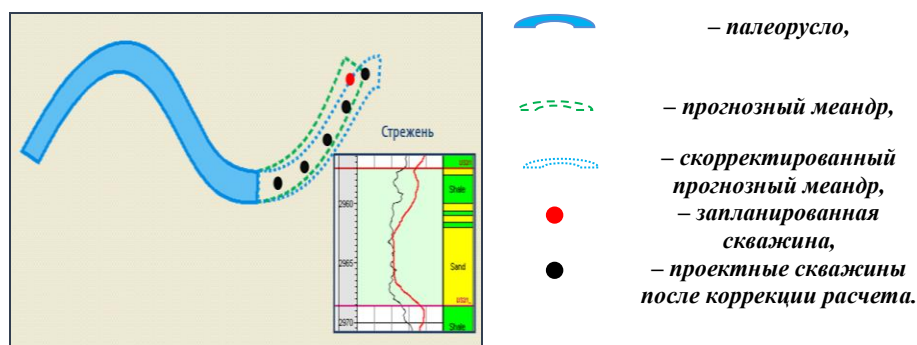 – палеорусло,
– прогнозный меандр,
– скорректированный
прогнозный меандр,
– запланированная
скважина,
– проектные скважины
после коррекции расчета.
Стрежень
Shale
2960
2965
Sand
2970
Shale